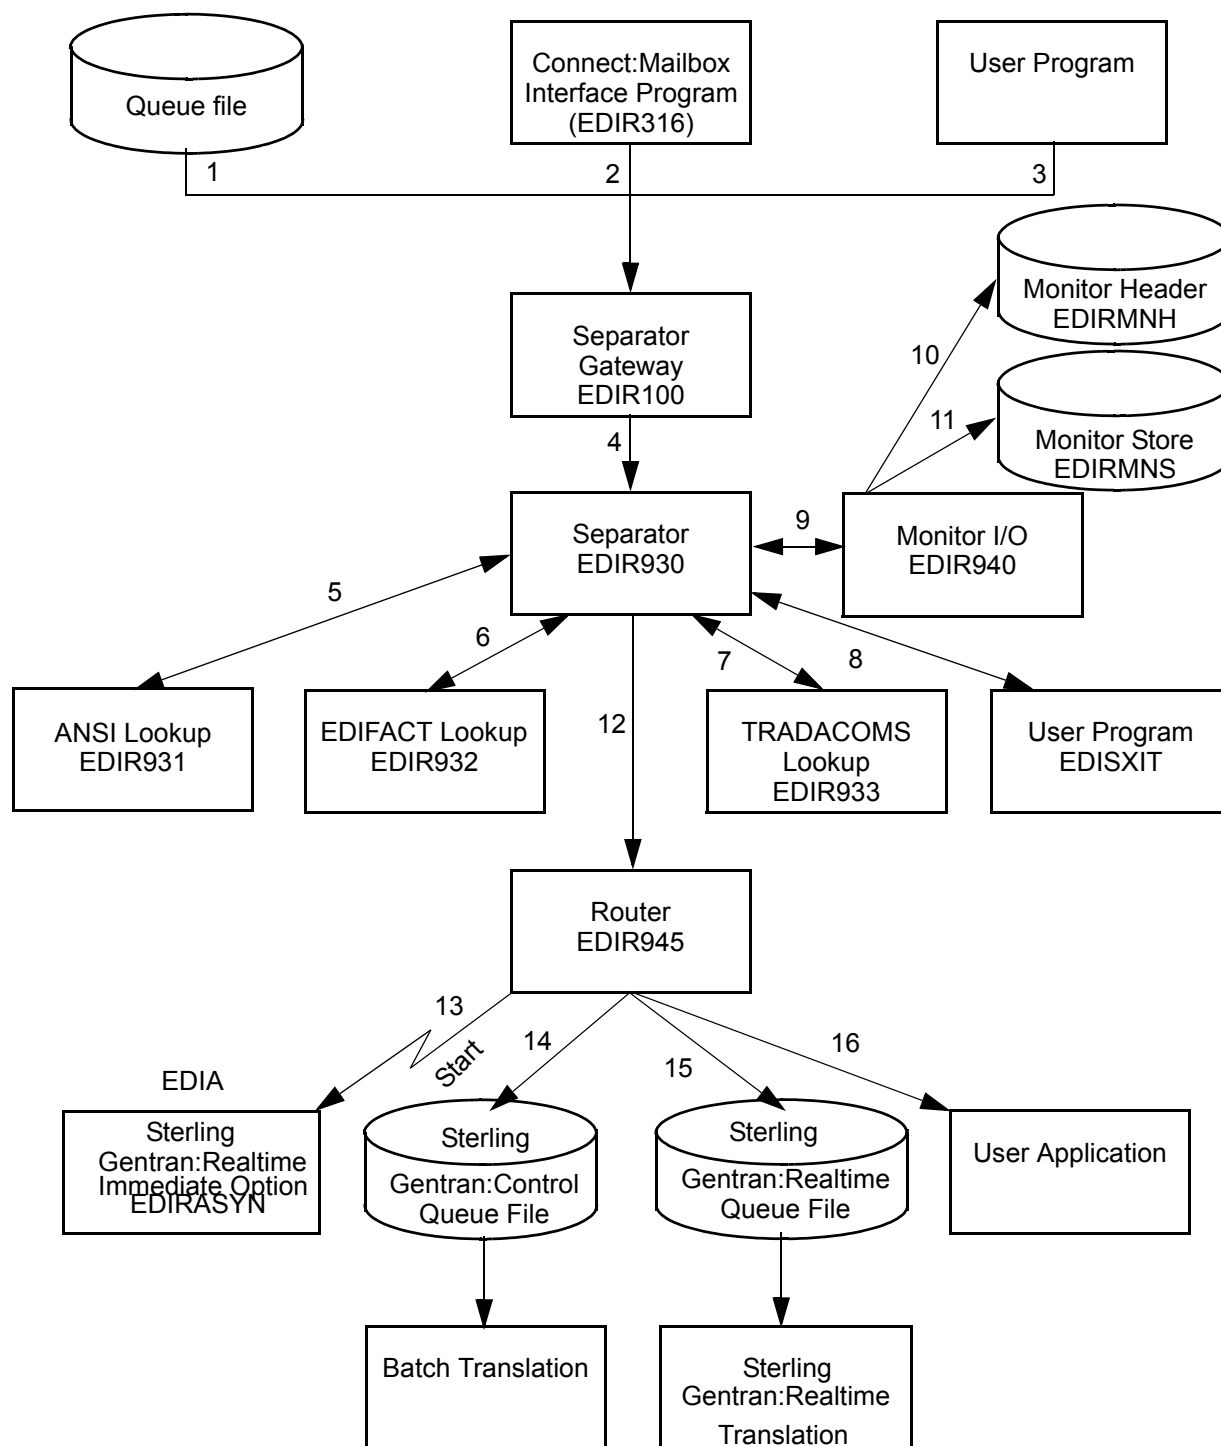 Queue file
Connect:Mailbox
Interface Program
(EDIR316)
User Program
1
2
3
Monitor Header
EDIRMNH
10
Separator
Gateway
EDIR100
11
Monitor Store
EDIRMNS
4
9
Separator
EDIR930
Monitor I/O
EDIR940
5
6
7
8
ANSI Lookup
EDIR931
EDIFACT Lookup
EDIR932
12
TRADACOMS
Lookup
EDIR933
User Program
EDISXIT
Router
EDIR945
13
Start
14
15
16
EDIA
Sterling
Gentran:Realtime
Immediate Option
EDIRASYN
Sterling
Gentran:Control
Queue File
Sterling
Gentran:Realtime
Queue File
User Application
Batch Translation
Sterling
Gentran:Realtime
Translation